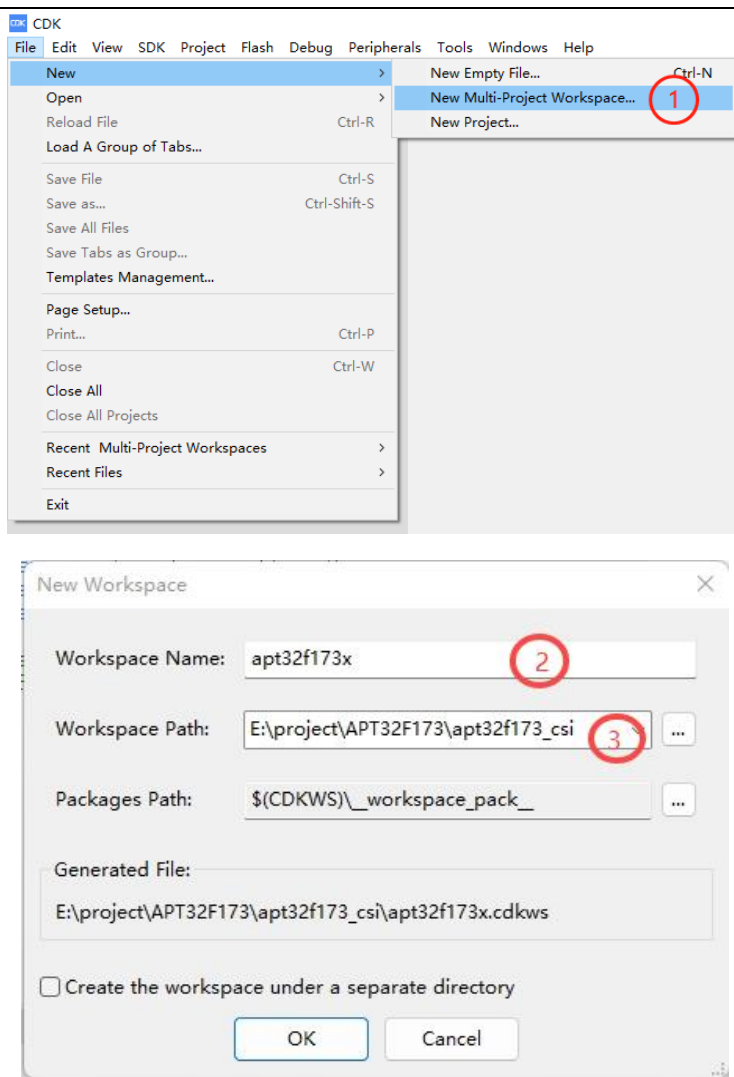 CDK
File Edit View SDK Project Flash Debug Peripherals Tools Windows Help
New > New Empty File... Ctrl-N
Open > New Multi-Project Workspace... 1
Reload File Ctrl-R New Project...
Load A Group of Tabs...
Save File Ctrl-S
Save as... Ctrl-Shift-S
Save All Files
Save Tabs as Group...
Templates Management...
Page Setup...
Print... Ctrl-P
Close Ctrl-W
Close All
Close All Projects
Recent Multi-Project Workspaces >
Recent Files >
Exit
New Workspace
Workspace Name: apt32f173x 2
Workspace Path: E:\project\APT32F173\apt32f173_csi 3 ...
Packages Path: $(CDKWS)\__workspace_pack__ ...
Generated File:
E:\project\APT32F173\apt32f173_csi\apt32f173x.cdkws
Create the workspace under a separate directory
OK Cancel